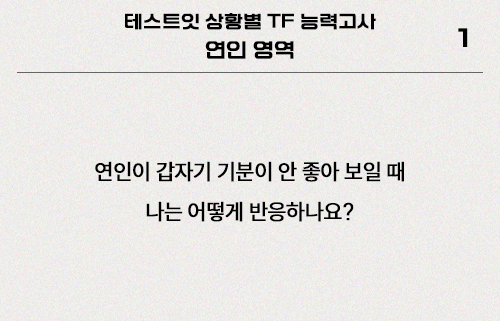 테스트잇 상황별 TF 능력고사
연인 영역
1
연인이 갑자기 기분이 안 좋아 보일 때
나는 어떻게 반응하나요?